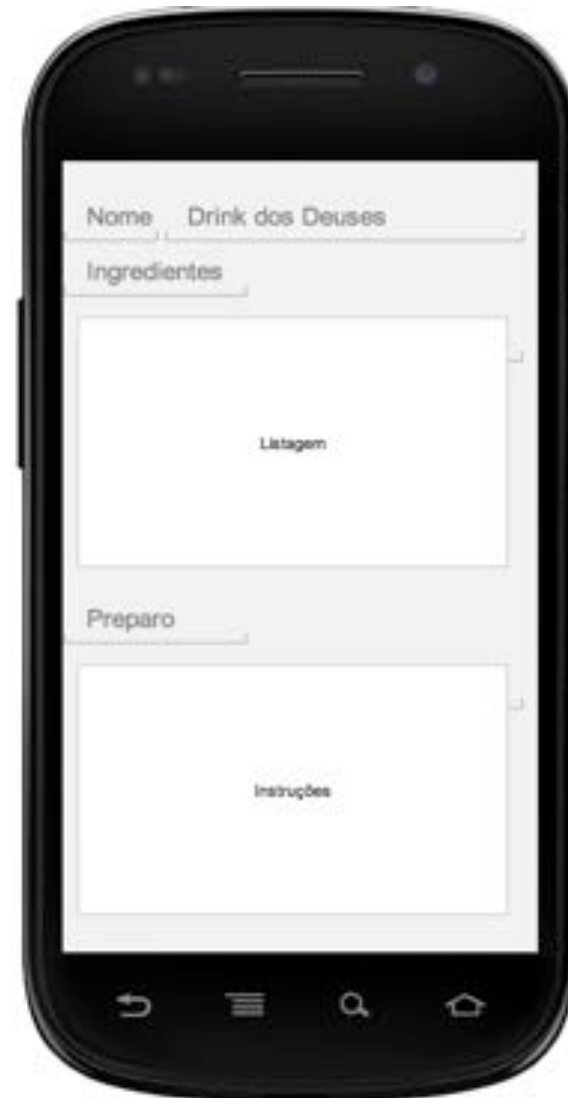 Nome Drink dos Deuses
Ingredientes
Listagem
Preparo
Instruções